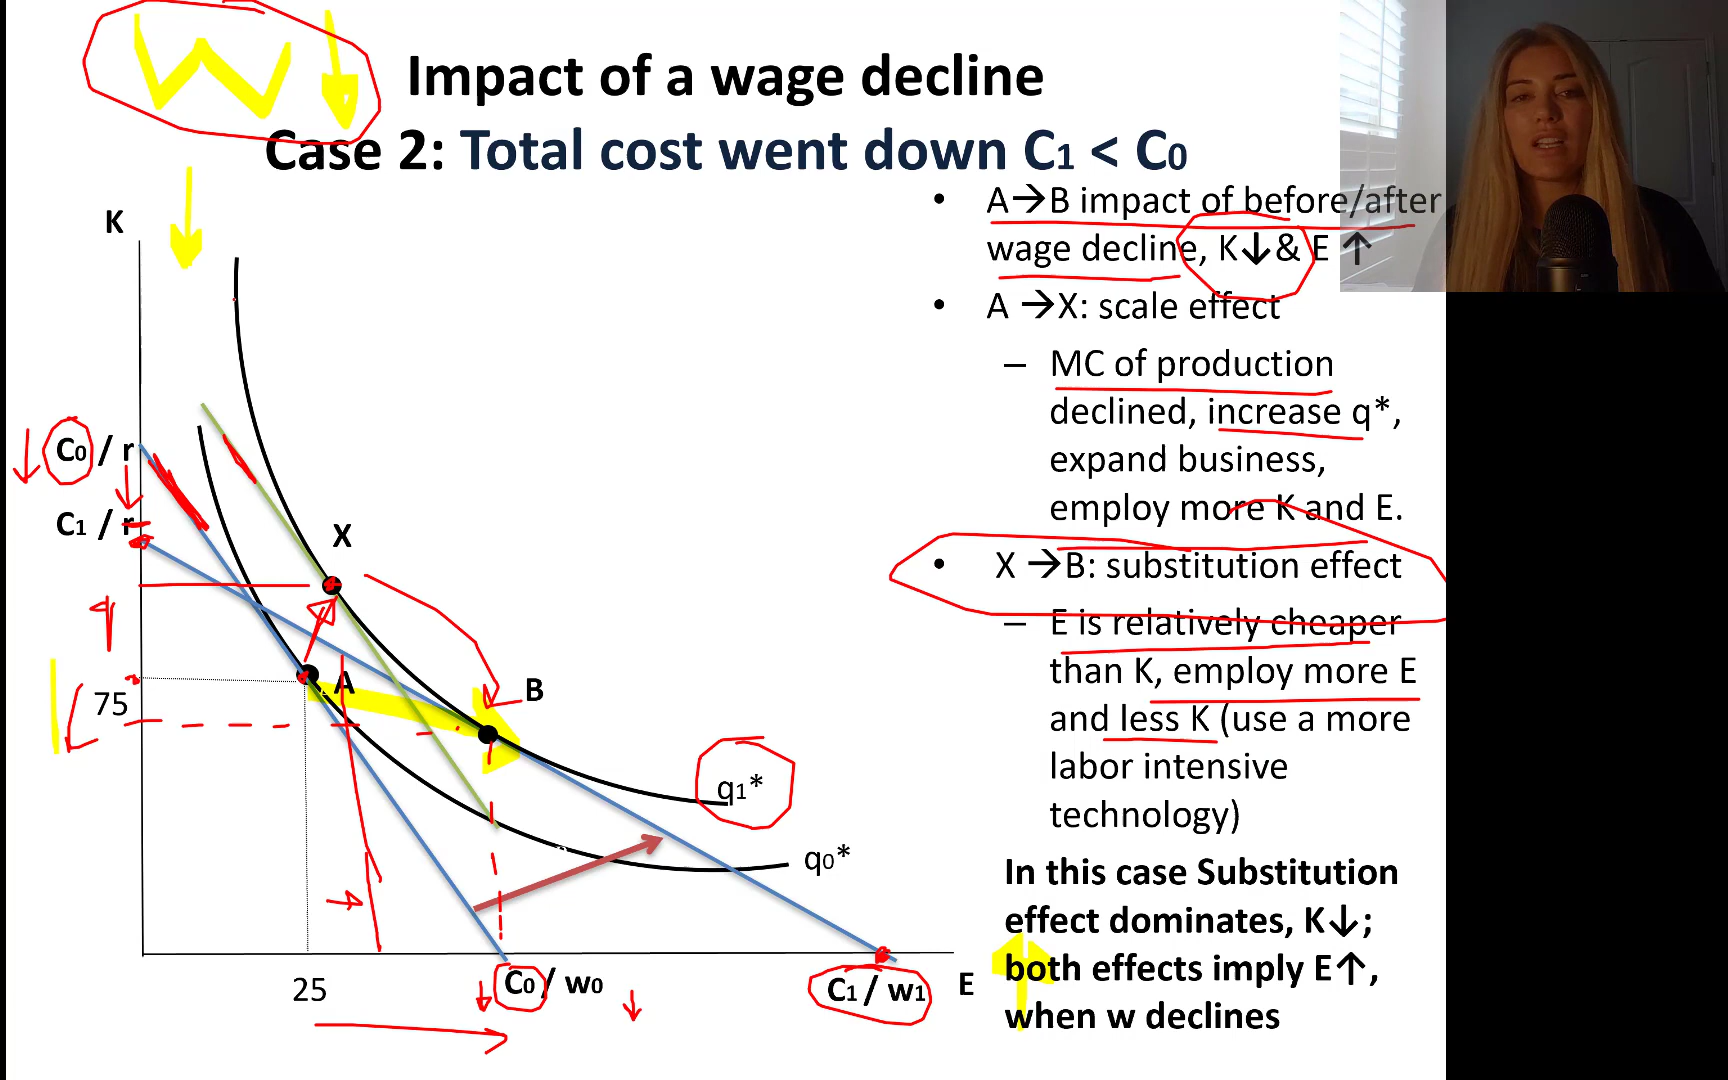 W
Impact of a wage decline
Case 2: Total cost went down C1 < C0
• A→B impact of before/after
wage decline, K↓& E ↑
• A →X: scale effect
– MC of production
declined, increase q*,
expand business,
employ more K and E.
• X →B: substitution effect
– E is relatively cheaper
than K, employ more E
and less K (use a more
labor intensive
technology)
In this case Substitution
effect dominates, K↓;
both effects imply E↑,
when w declines
K
C0 / r
C1 / r
X
A
B
75
q1*
q0*
25
C0 / w0
C1 / w1
E